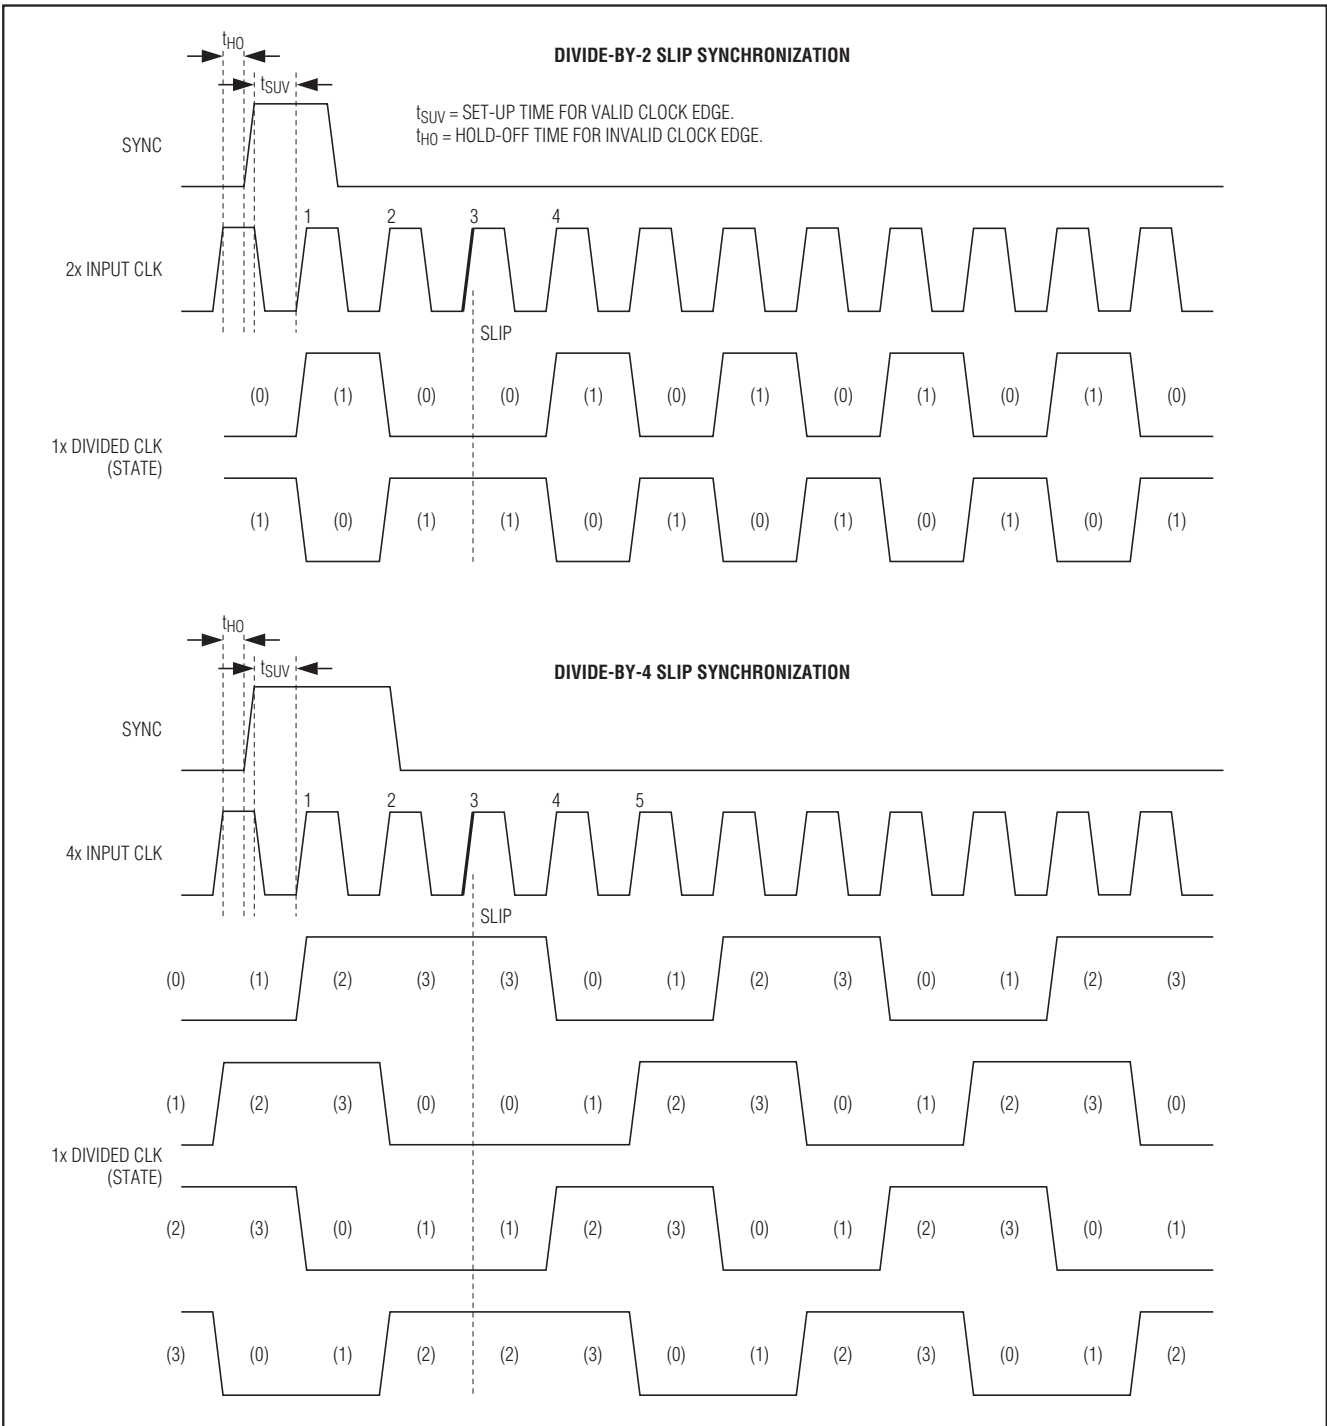 tHO
DIVIDE-BY-2 SLIP SYNCHRONIZATION
tSUV
tSUV = SET-UP TIME FOR VALID CLOCK EDGE.
tHO = HOLD-OFF TIME FOR INVALID CLOCK EDGE.
SYNC
1 2 3 4
2x INPUT CLK
SLIP
(0) (1) (0) (0) (1) (0) (1) (0) (1) (0) (1) (0)
1x DIVIDED CLK
(STATE)
(1) (0) (1) (1) (0) (1) (0) (1) (0) (1) (0) (1)
tHO
tSUV
DIVIDE-BY-4 SLIP SYNCHRONIZATION
SYNC
1 2 3 4 5
4x INPUT CLK
SLIP
(0) (1) (2) (3) (3) (0) (1) (2) (3) (0) (1) (2) (3)
(1) (2) (3) (0) (0) (1) (2) (3) (0) (1) (2) (3) (0)
1x DIVIDED CLK
(STATE)
(2) (3) (0) (1) (1) (2) (3) (0) (1) (2) (3) (0) (1)
(3) (0) (1) (2) (2) (3) (0) (1) (2) (3) (0) (1) (2)